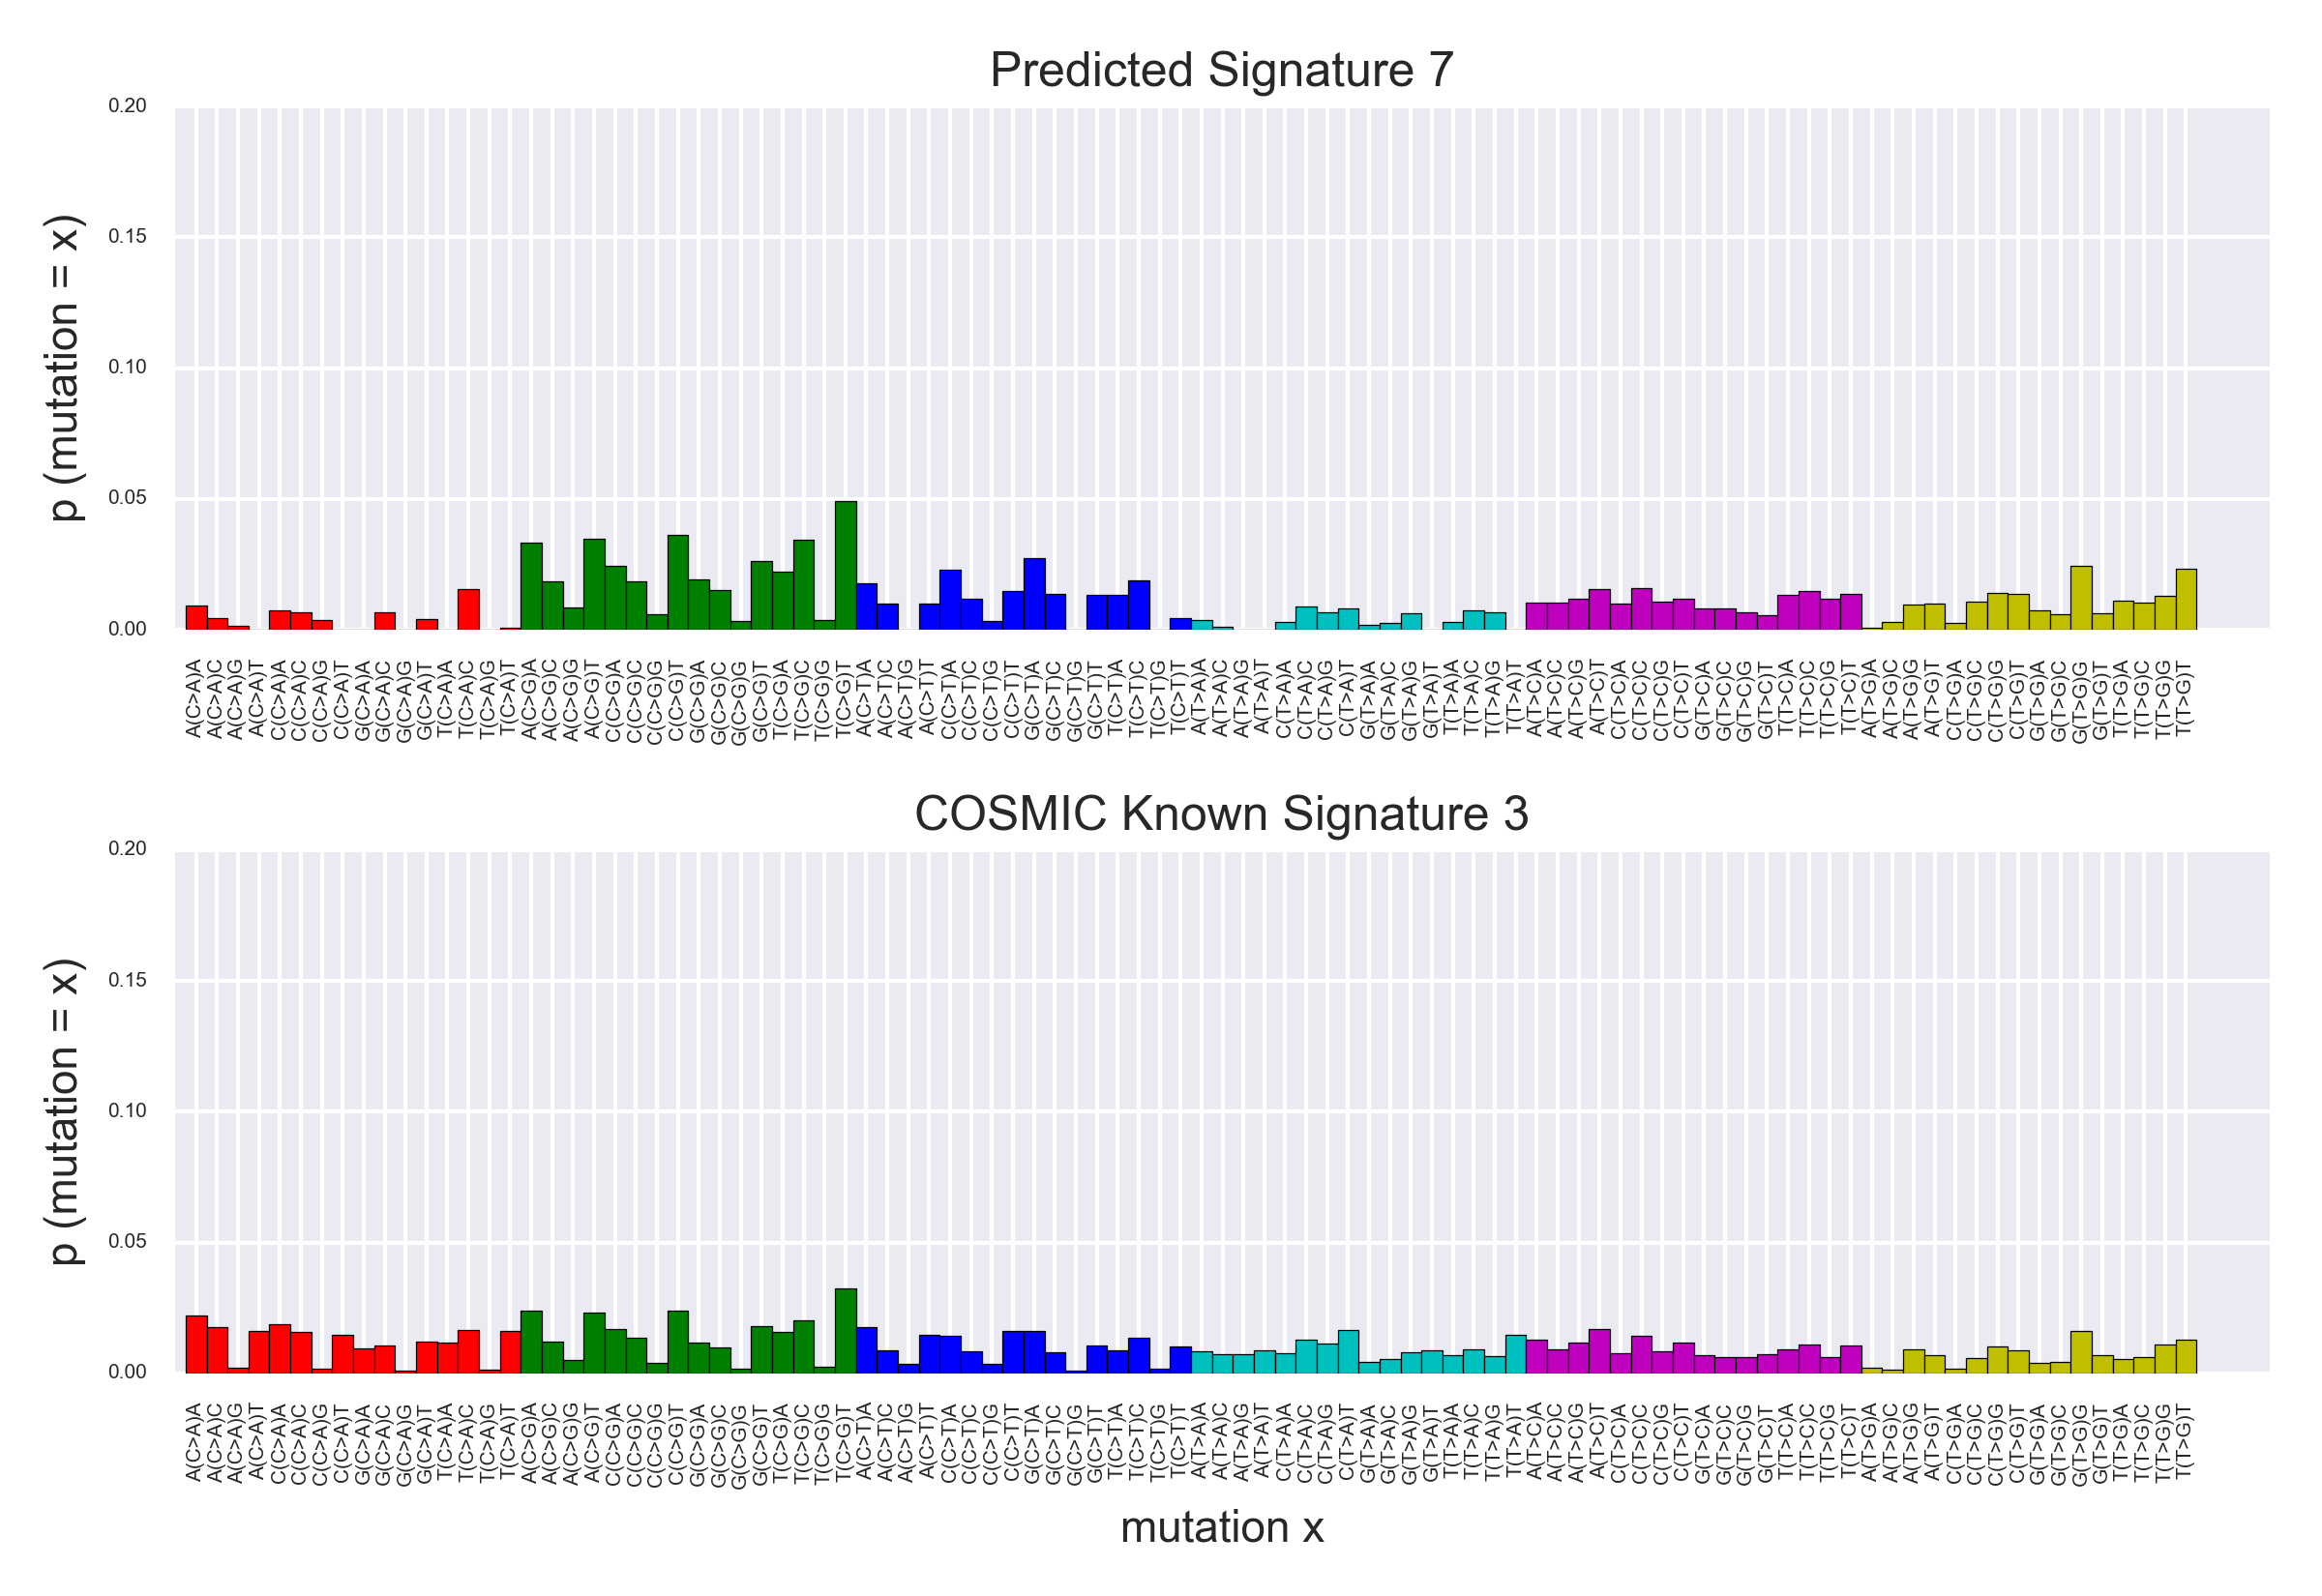 Predicted Signature 7
p (mutation = x)
0.20
0.15
0.10
0.05
0.00
A(C>A)A A(C>A)C A(C>A)G A(C>A)T C(C>A)A C(C>A)C C(C>A)G C(C>A)T G(C>A)A G(C>A)C G(C>A)G G(C>A)T T(C>A)A T(C>A)C T(C>A)G T(C>A)T A(C>G)A A(C>G)C A(C>G)G A(C>G)T C(C>G)A C(C>G)C C(C>G)G C(C>G)T G(C>G)A G(C>G)C G(C>G)G G(C>G)T T(C>G)A T(C>G)C T(C>G)G T(C>G)T A(C>T)A A(C>T)C A(C>T)G A(C>T)T C(C>T)A C(C>T)C C(C>T)G C(C>T)T G(C>T)A G(C>T)C G(C>T)G G(C>T)T T(C>T)A T(C>T)C T(C>T)G T(C>T)T A(T>A)A A(T>A)C A(T>A)G A(T>A)T C(T>A)A C(T>A)C C(T>A)G C(T>A)T G(T>A)A G(T>A)C G(T>A)G G(T>A)T T(T>A)A T(T>A)C T(T>A)G T(T>A)T A(T>C)A A(T>C)C A(T>C)G A(T>C)T C(T>C)A C(T>C)C C(T>C)G C(T>C)T G(T>C)A G(T>C)C G(T>C)G G(T>C)T T(T>C)A T(T>C)C T(T>C)G T(T>C)T A(T>G)A A(T>G)C A(T>G)G A(T>G)T C(T>G)A C(T>G)C C(T>G)G C(T>G)T G(T>G)A G(T>G)C G(T>G)G G(T>G)T T(T>G)A T(T>G)C T(T>G)G T(T>G)T
COSMIC Known Signature 3
p (mutation = x)
0.20
0.15
0.10
0.05
0.00
A(C>A)A A(C>A)C A(C>A)G A(C>A)T C(C>A)A C(C>A)C C(C>A)G C(C>A)T G(C>A)A G(C>A)C G(C>A)G G(C>A)T T(C>A)A T(C>A)C T(C>A)G T(C>A)T A(C>G)A A(C>G)C A(C>G)G A(C>G)T C(C>G)A C(C>G)C C(C>G)G C(C>G)T G(C>G)A G(C>G)C G(C>G)G G(C>G)T T(C>G)A T(C>G)C T(C>G)G T(C>G)T A(C>T)A A(C>T)C A(C>T)G A(C>T)T C(C>T)A C(C>T)C C(C>T)G C(C>T)T G(C>T)A G(C>T)C G(C>T)G G(C>T)T T(C>T)A T(C>T)C T(C>T)G T(C>T)T A(T>A)A A(T>A)C A(T>A)G A(T>A)T C(T>A)A C(T>A)C C(T>A)G C(T>A)T G(T>A)A G(T>A)C G(T>A)G G(T>A)T T(T>A)A T(T>A)C T(T>A)G T(T>A)T A(T>C)A A(T>C)C A(T>C)G A(T>C)T C(T>C)A C(T>C)C C(T>C)G C(T>C)T G(T>C)A G(T>C)C G(T>C)G G(T>C)T T(T>C)A T(T>C)C T(T>C)G T(T>C)T A(T>G)A A(T>G)C A(T>G)G A(T>G)T C(T>G)A C(T>G)C C(T>G)G C(T>G)T G(T>G)A G(T>G)C G(T>G)G G(T>G)T T(T>G)A T(T>G)C T(T>G)G T(T>G)T
mutation x